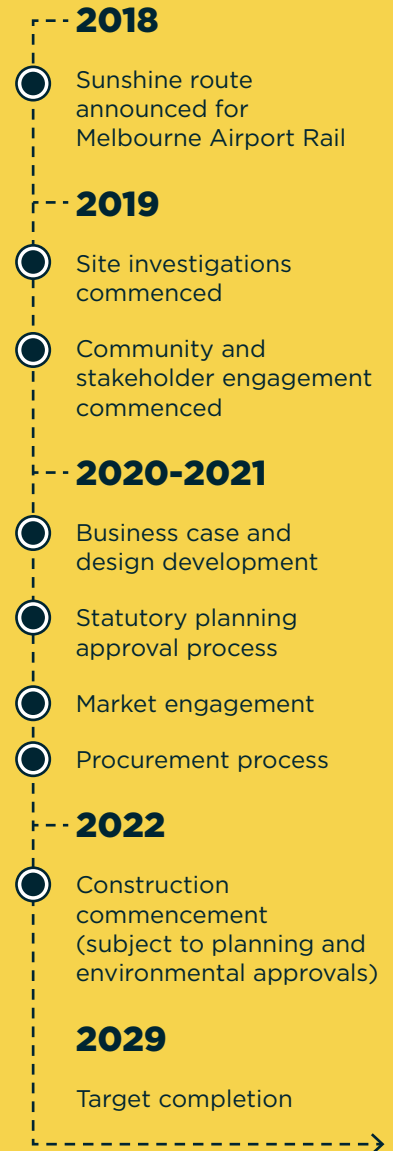 2018
Sunshine route
announced for
Melbourne Airport Rail
2019
Site investigations
commenced
Community and
stakeholder engagement
commenced
2020-2021
Business case and
design development
Statutory planning
approval process
Market engagement
Procurement process
2022
Construction
commencement
(subject to planning and
environmental approvals)
2029
Target completion